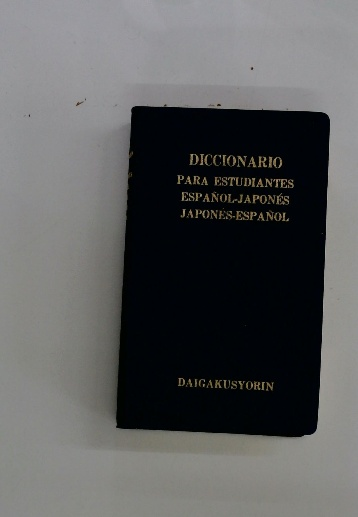 DICCIONARIO
PARA ESTUDIANTES
ESPAÑOL-JAPONÉS
JAPONÉS-ESPAÑOL
DAIGAKUSYORIN